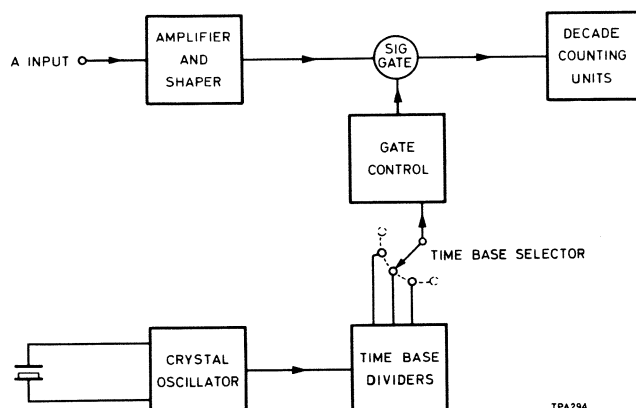 AMPLIFIER
AND
SHAPER
A INPUT
SIG
GATE
DECADE
COUNTING
UNITS
GATE
CONTROL
TIME BASE SELECTOR
CRYSTAL
OSCILLATOR
TIME BASE
DIVIDERS
TPA294